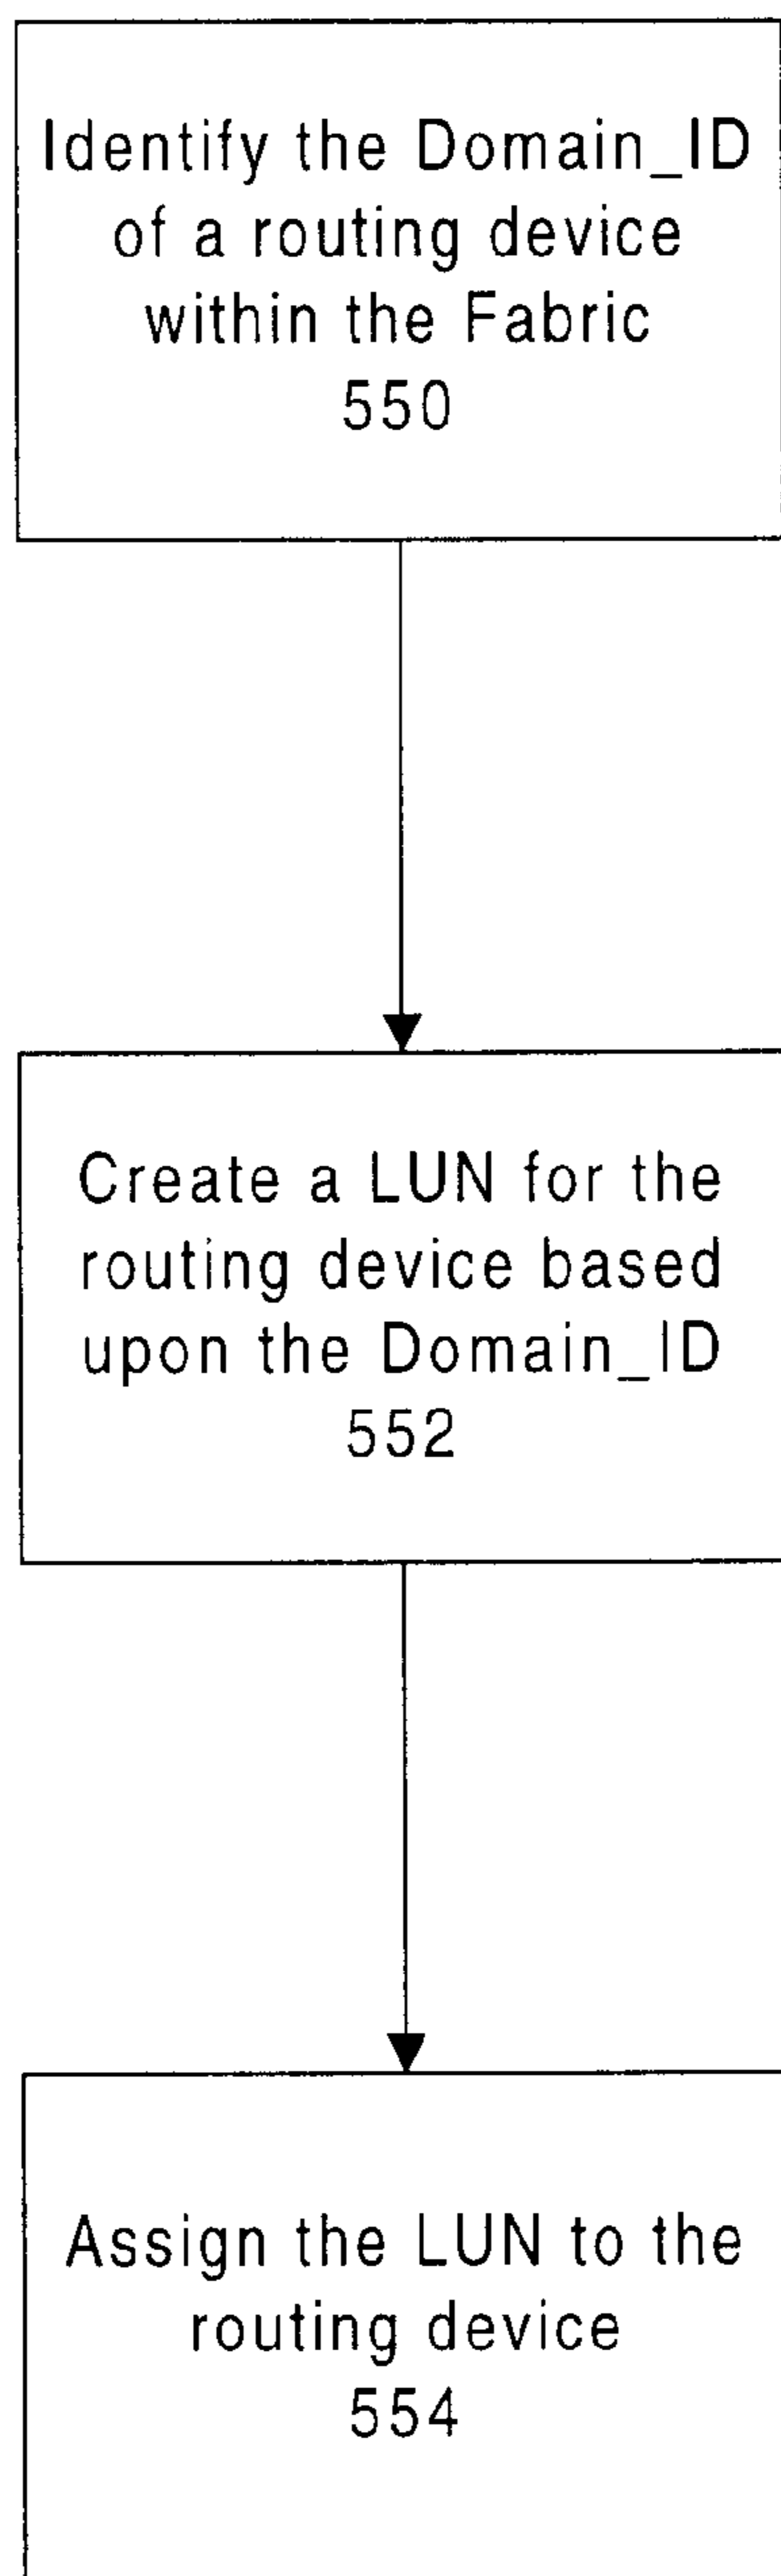 Identify the Domain_ID
of a routing device
within the Fabric
550
Create a LUN for the
routing device based
upon the Domain_ID
552
Assign the LUN to the
routing device
554